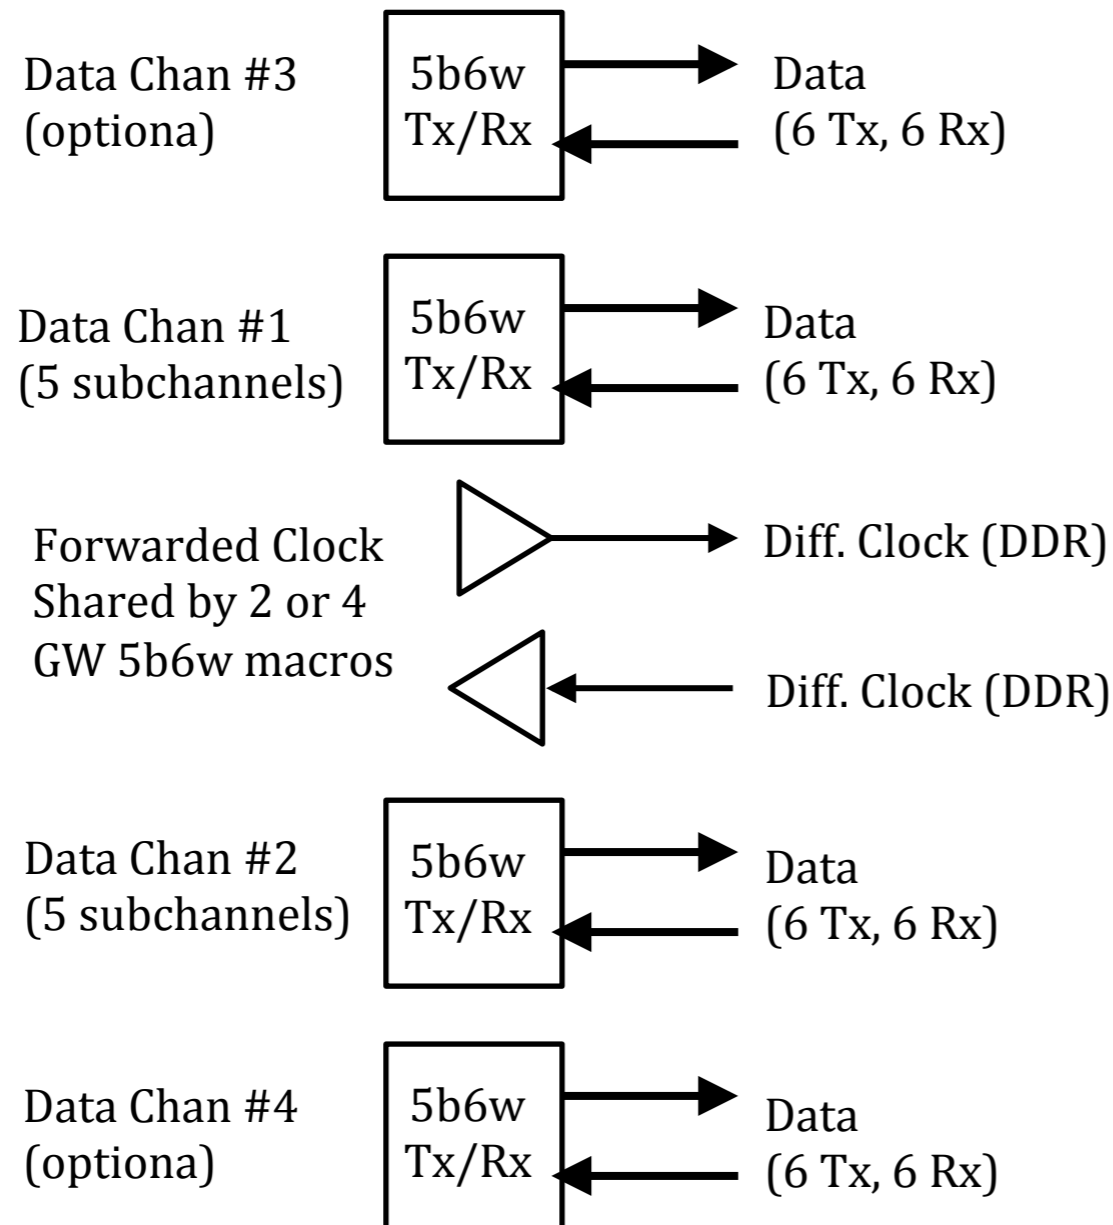 Data Chan #3
(optiona)
5b6w
Tx/Rx
Data
(6 Tx, 6 Rx)
Data Chan #1
(5 subchannels)
5b6w
Tx/Rx
Data
(6 Tx, 6 Rx)
Forwarded Clock
Shared by 2 or 4
GW 5b6w macros
Diff. Clock (DDR)
Diff. Clock (DDR)
Data Chan #2
(5 subchannels)
5b6w
Tx/Rx
Data
(6 Tx, 6 Rx)
Data Chan #4
(optiona)
5b6w
Tx/Rx
Data
(6 Tx, 6 Rx)